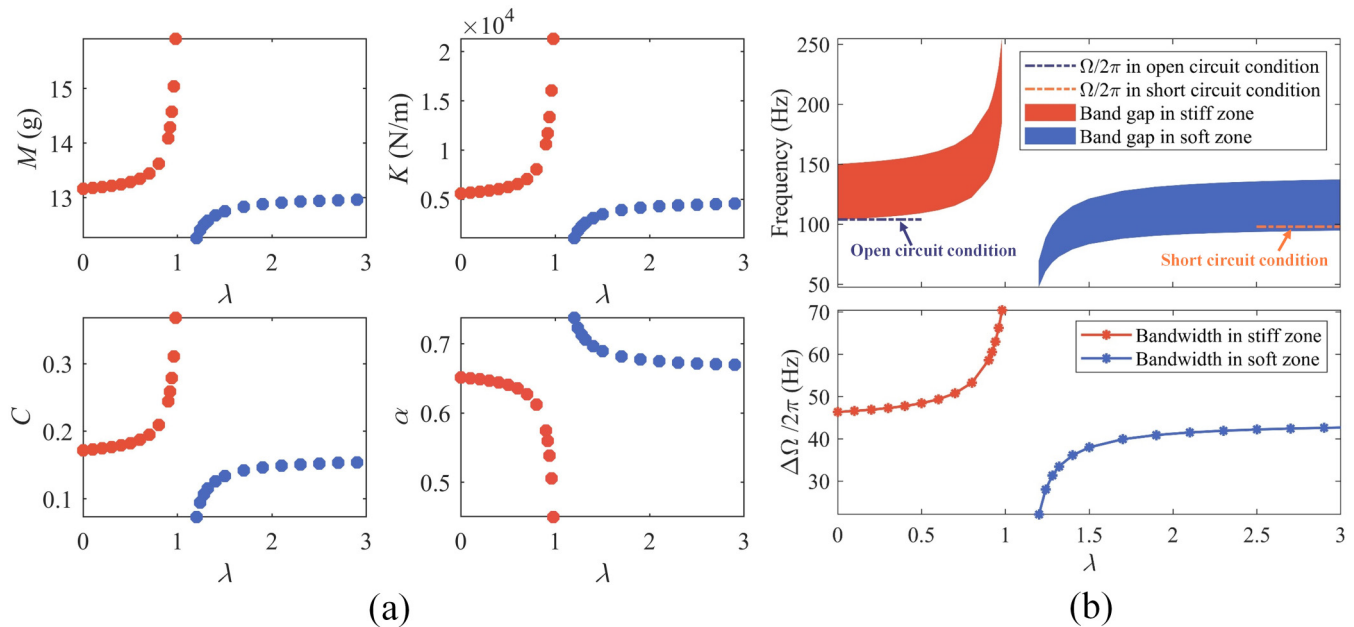 ×10⁴
M (g)
15
14
13
0
1
2
3
λ
K (N/m)
2
1.5
1
0.5
0
1
2
3
λ
C
0.3
0.2
0.1
0
1
2
3
λ
α
0.7
0.6
0.5
0
1
2
3
λ
(a)
Frequency (Hz)
250
200
150
100
50
Ω/2π in open circuit condition
Ω/2π in short circuit condition
Band gap in stiff zone
Band gap in soft zone
Open circuit condition
Short circuit condition
ΔΩ/2π (Hz)
70
60
50
40
30
Bandwidth in stiff zone
Bandwidth in soft zone
0
0.5
1
1.5
2
2.5
3
λ
(b)